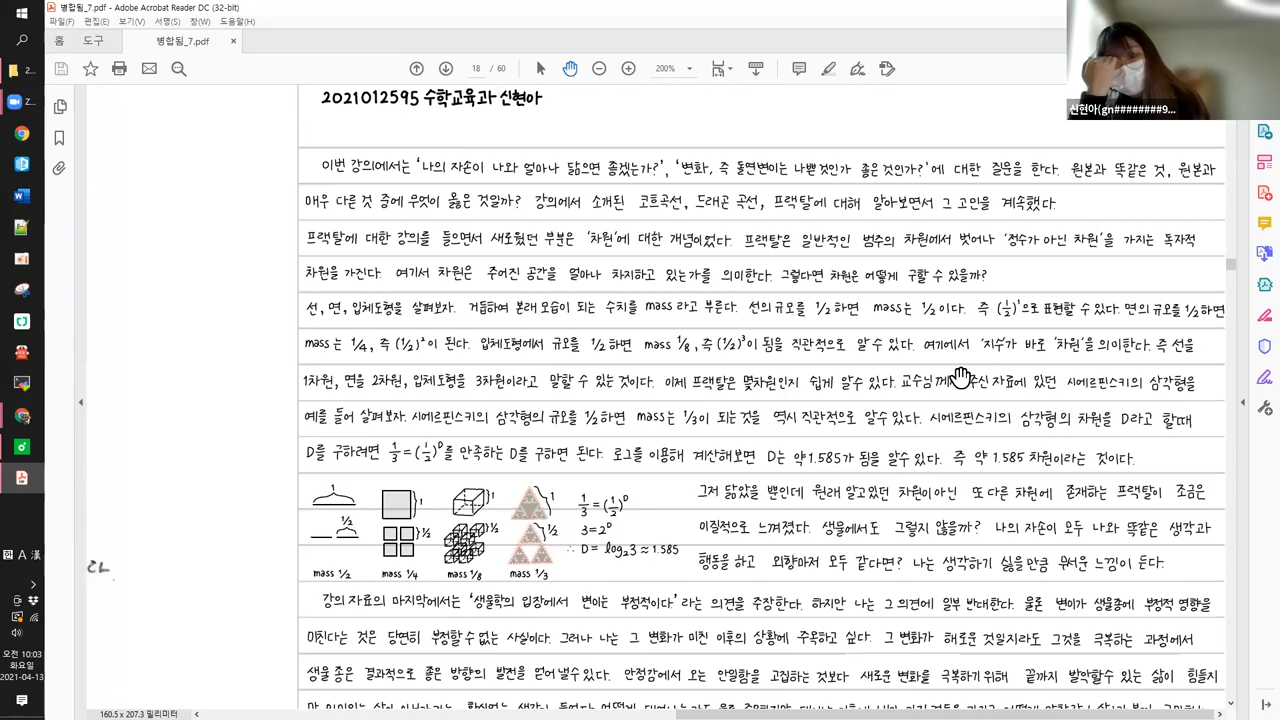 병합됨_7.pdf - Adobe Acrobat Reader DC (32-bit)
파일(F) 편집(E) 보기(V) 서명(S) 창(W) 도움말(H)
홈 도구 병합됨_7.pdf ×
18 / 60 200%
신현아(gn########9...
2021012595 수학교육과 신현아
이번 강의에서는 '나의 자손이 나와 얼마나 닮으면 좋겠는가?', '변화, 즉 돌연변이는 나쁜것인가 좋은 것인가?'에 대한 질문을 한다. 원본과 똑같은 것, 원본과
매우 다른 것 중에 무엇이 옳은 것일까? 강의에서 소개된 코흐곡선, 드래곤 곡선, 프랙탈에 대해 알아보면서 그 고민을 계속했다.
프랙탈에 대한 강의를 들으면서 새로웠던 부분은 '차원'에 대한 개념이었다. 프랙탈은 일반적인 범주의 차원에서 벗어나 '정수가 아닌 차원'을 가지는 독자적
차원을 가진다. 여기서 차원은 주어진 공간을 얼마나 차지하고 있는가를 의미한다. 그렇다면 차원은 어떻게 구할 수 있을까?
선, 면, 입체도형을 살펴보자. 거듭하여 본래 모습이 되는 수치를 mass 라고 부른다. 선의 규모를 1/2 하면 mass는 1/2 이다. 즉 (1/2)¹으로 표현할 수 있다. 면의 규모를 1/2 하면
mass 는 1/4, 즉 (1/2)²이 된다. 입체도형에서 규모를 1/2 하면 mass 1/8, 즉 (1/2)³이 됨을 직관적으로 알 수 있다. 여기에서 '지수'가 바로 '차원'을 의미한다. 즉 선을
1차원, 면을 2차원, 입체도형을 3차원이라고 말할 수 있는 것이다. 이제 프랙탈은 몇차원인지 쉽게 알수 있다. 교수님께 주신 자료에 있던 시에르핀스키의 삼각형을
예를 들어 살펴보자. 시에르핀스키의 삼각형의 규모를 1/2 하면 mass는 1/3이 되는 것을 역시 직관적으로 알수 있다. 시에르핀스키의 삼각형의 차원을 D라고 할때
D를 구하려면 1/3 = (1/2)ᴰ를 만족하는 D를 구하면 된다. 로그를 이용해 계산해보면 D는 약 1.585가 됨을 알수 있다. 즉 약 1.585 차원이라는 것이다.
1 1 1 1 1/3 = (1/2)ᴰ
1/2 1/2 1/2 1/2 3 = 2ᴰ
∴ D = log₂3 ≈ 1.585
mass 1/2 mass 1/4 mass 1/8 mass 1/3
그저 닮았을 뿐인데 원래 알고있던 차원이 아닌 또 다른 차원에 존재하는 프랙탈이 조금은
이질적으로 느껴졌다. 생물에서도 그렇지 않을까? 나의 자손이 모두 나와 똑같은 생각과
행동을 하고 외향마저 모두 같다면? 나는 생각하기 싫을 만큼 무서운 느낌이 든다.
강의 자료의 마지막에서는 '생물학의 입장에서 변이는 부정적이다' 라는 의견을 주장한다. 하지만 나는 그 의견에 일부 반대한다. 물론 변이가 생물종에 부정적 영향을
미친다는 것은 당연히 부정할 수 없는 사실이다. 그러나 나는 그 변화가 미친 이후의 상황에 주목하고 싶다. 그 변화가 해로운 것일지라도 그것을 극복하는 과정에서
생물 종은 결과적으로 좋은 방향의 발전을 얻어 낼수 있다. 안정감에서 오는 안일함을 고집하는 것보다 새로운 변화를 극복하기 위해 끝까지 발악할수 있는 삶이 힘들지
160.5 x 207.3 밀리미터
A 漢
오전 10:03
화요일
2021-04-13